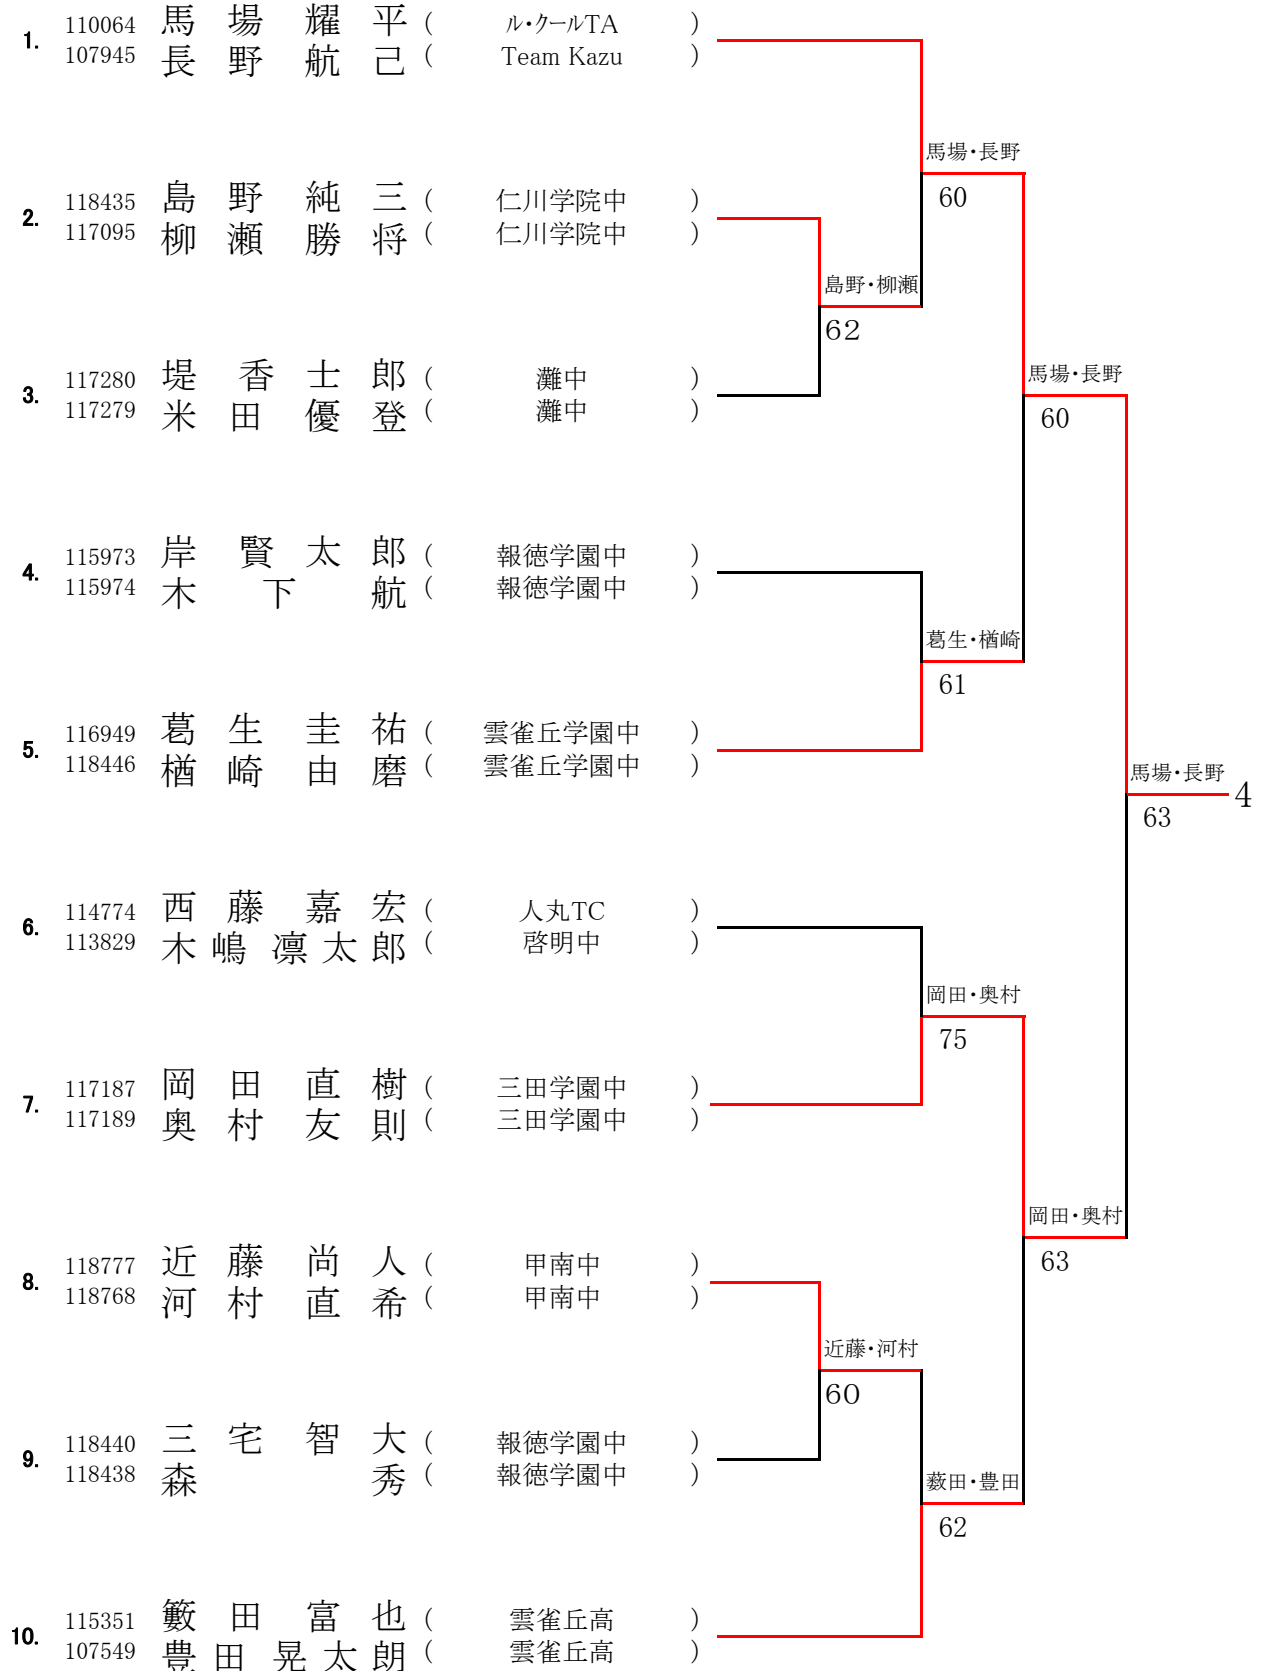 1. 110064 馬場耀平 ( ル・クールTA )
107945 長野航己 ( Team Kazu )
馬場・長野
60
2. 118435 島野純三 ( 仁川学院中 )
117095 柳瀬勝将 ( 仁川学院中 )
島野・柳瀬
62
3. 117280 堤香士郎 ( 灘中 )
117279 米田優登 ( 灘中 )
馬場・長野
60
4. 115973 岸賢太郎 ( 報徳学園中 )
115974 木下航 ( 報徳学園中 )
葛生・楢崎
61
5. 116949 葛生圭祐 ( 雲雀丘学園中 )
118446 楢崎由磨 ( 雲雀丘学園中 )
馬場・長野
4
63
6. 114774 西藤嘉宏 ( 人丸TC )
113829 木嶋凛太郎 ( 啓明中 )
岡田・奥村
75
7. 117187 岡田直樹 ( 三田学園中 )
117189 奥村友則 ( 三田学園中 )
岡田・奥村
63
8. 118777 近藤尚人 ( 甲南中 )
118768 河村直希 ( 甲南中 )
近藤・河村
60
9. 118440 三宅智大 ( 報徳学園中 )
118438 森秀 ( 報徳学園中 )
薮田・豊田
62
10. 115351 籔田富也 ( 雲雀丘高 )
107549 豊田晃太朗 ( 雲雀丘高 )